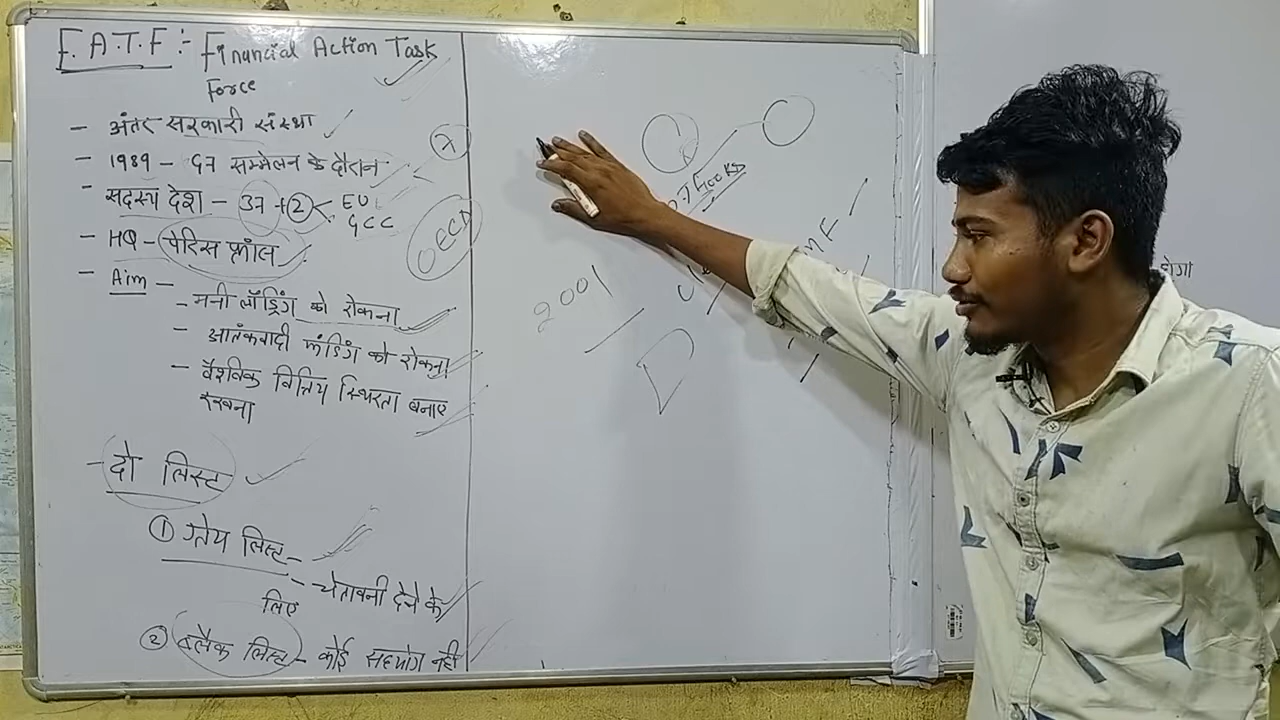 F.A.T.F :- Financial Action Task
Force
- अंतर सरकारी संस्था
- 1989 - G7 सम्मेलन के दौरान
- सदस्य देश - 37 + 2 < EU
GCC
- HQ - पेरिस फ्रांस
- Aim -
- मनी लॉड्रिंग को रोकना
- आतंकवादी फंडिंग को रोकना
- वैश्विक वित्तिय स्थिरता बनाए
रखना
- दो लिस्ट
① ग्रेय लिस्ट -
- चेतावनी देने के
लिए
② ब्लैक लिस्ट - कोई सहयोग नही
OECD
2001
होगा